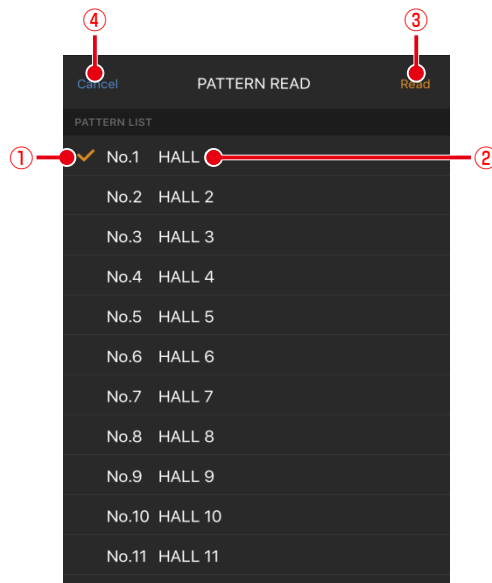 ④ ③
Cancel PATTERN READ Read
PATTERN LIST
① No.1 HALL ②
No.2 HALL 2
No.3 HALL 3
No.4 HALL 4
No.5 HALL 5
No.6 HALL 6
No.7 HALL 7
No.8 HALL 8
No.9 HALL 9
No.10 HALL 10
No.11 HALL 11